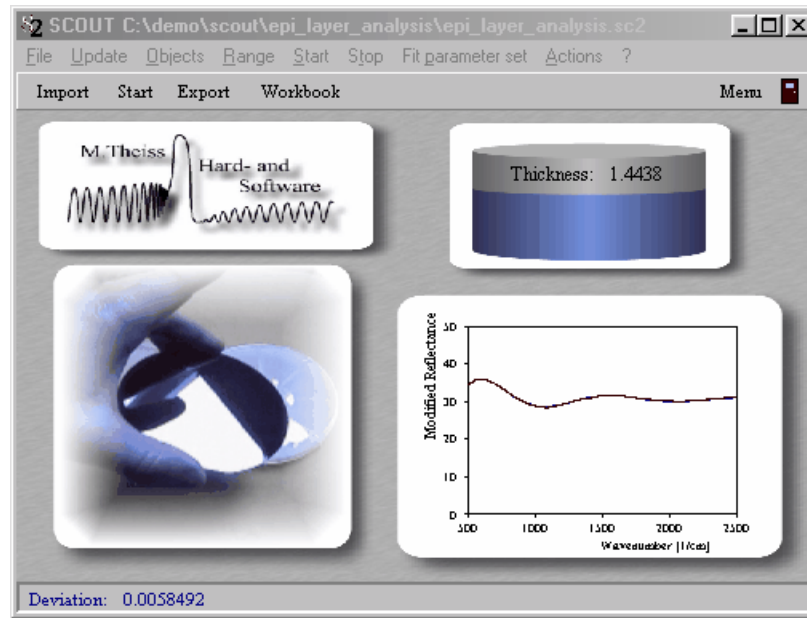 SCOUT C:\demo\scout\epi_layer_analysis\epi_layer_analysis.sc2
File Update Objects Range Start Stop Fit parameter set Actions ?
Import Start Export Workbook Menu
M.Theiss
Hard- and
Software
Thickness: 1.4438
Modified Reflectance
50
40
30
20
10
0
500 1000 1500 2000 2500
Wavenumber [1/cm]
Deviation: 0.0058492